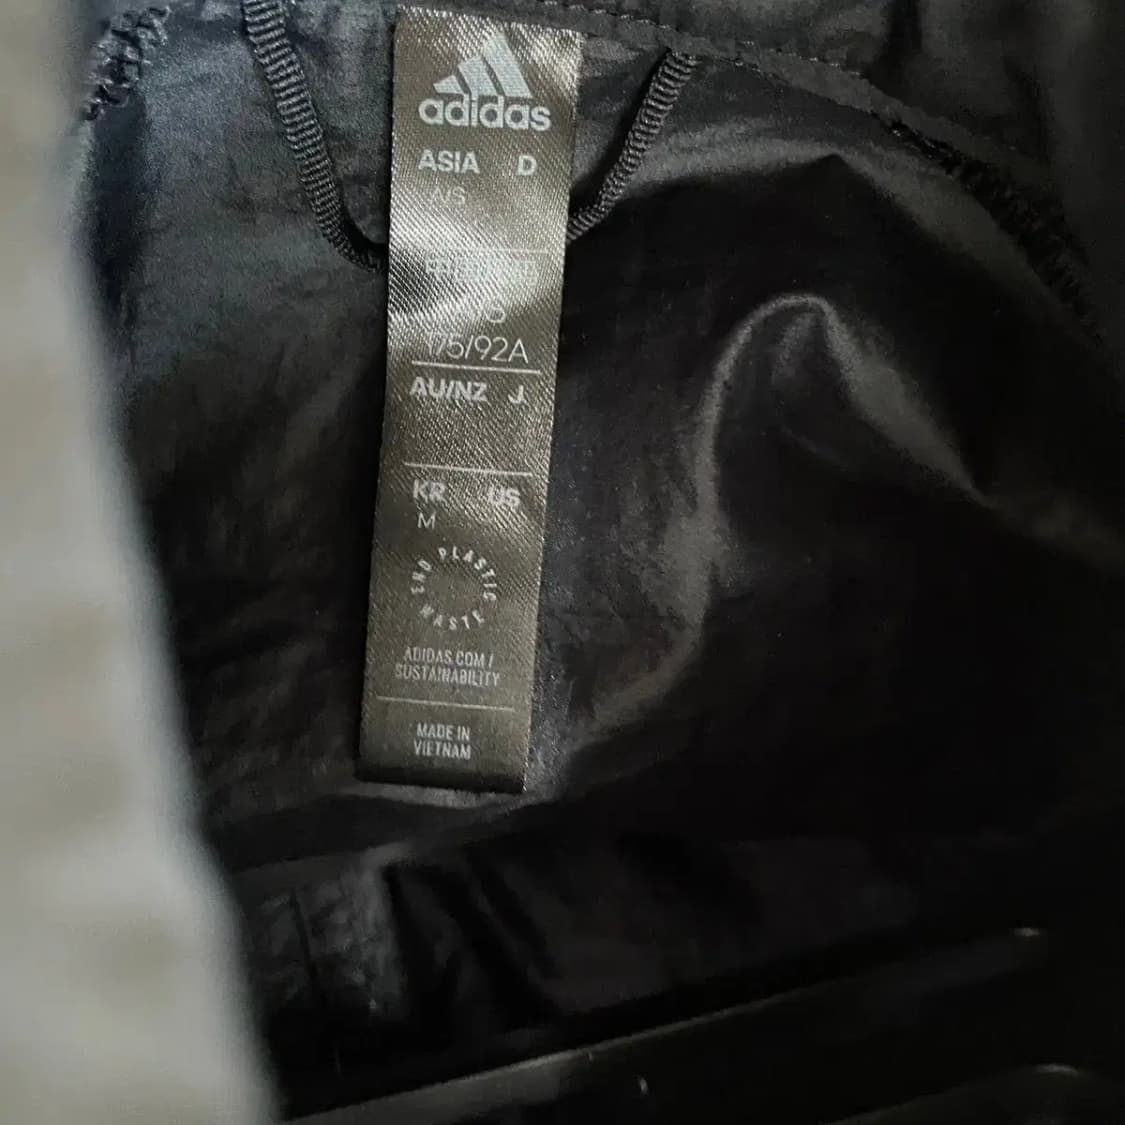 adidas
ASIA D
A/S
S
175/92A
AU/NZ J
KR US
M
END PLASTIC WASTE
ADIDAS.COM/
SUSTAINABILITY
MADE IN
VIETNAM